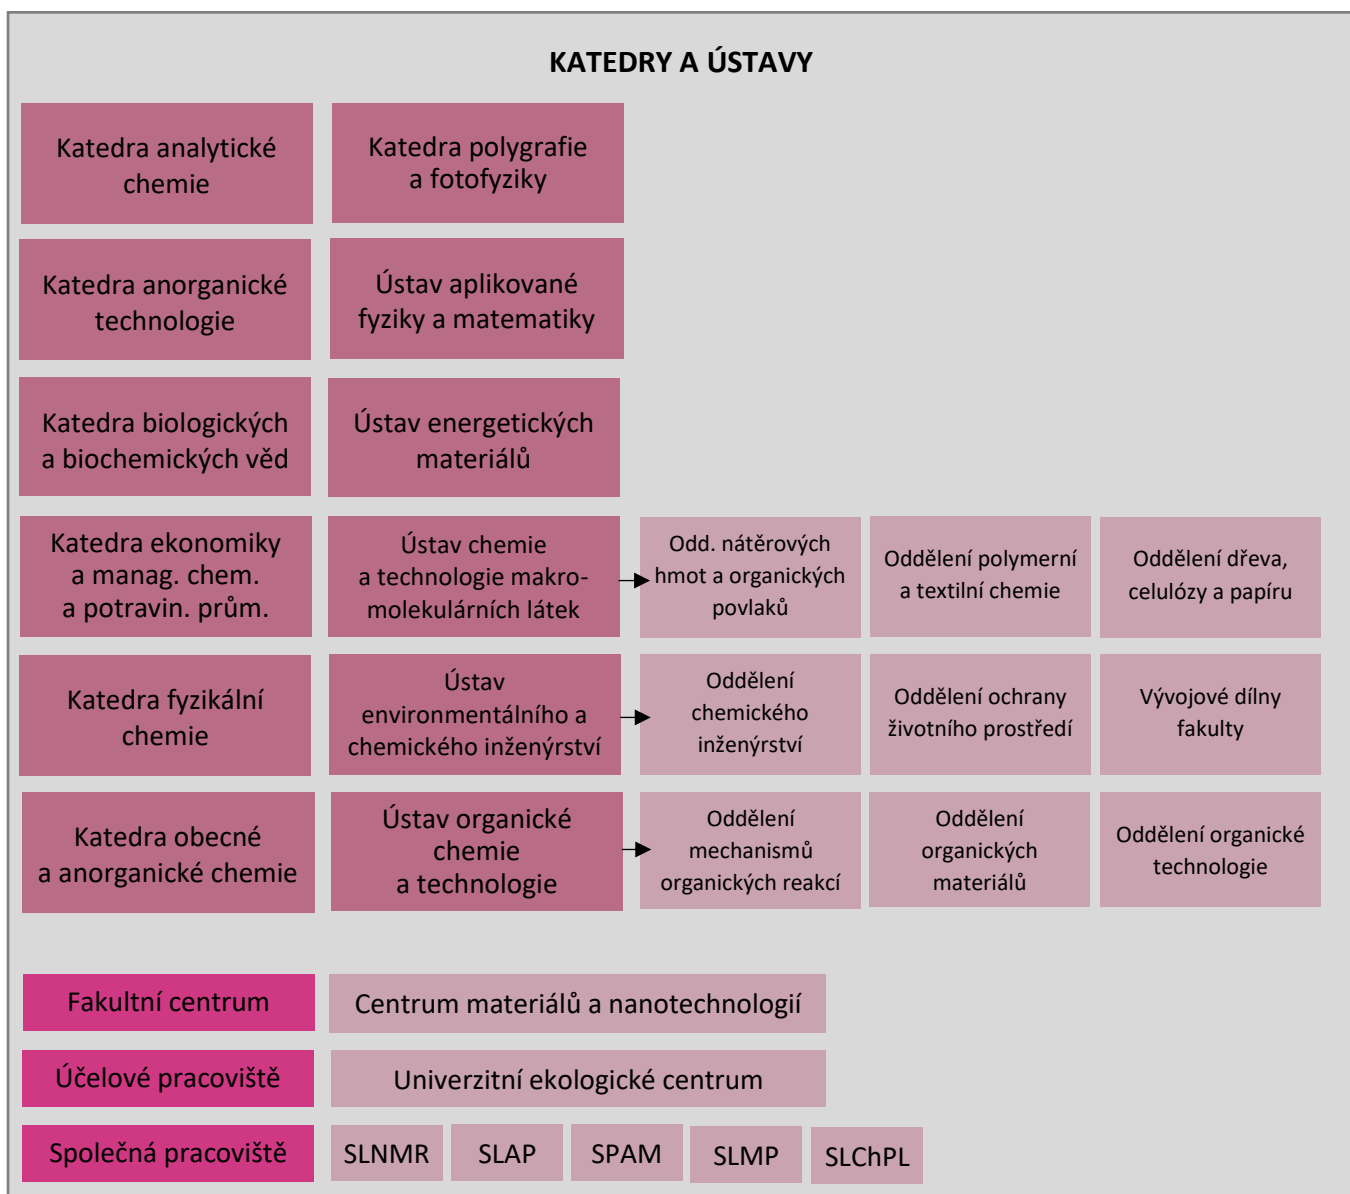 KATEDRY A ÚSTAVY
Katedra analytické
chemie
Katedra polygrafie
a fotofyziky
Katedra anorganické
technologie
Ústav aplikované
fyziky a matematiky
Katedra biologických
a biochemických věd
Ústav energetických
materiálů
Katedra ekonomiky
a manag. chem.
a potravin. prům.
Ústav chemie
a technologie makro-
molekulárních látek
Odd. nátěrových
hmot a organických
povlaků
Oddělení polymerní
a textilní chemie
Oddělení dřeva,
celulózy a papíru
Katedra fyzikální
chemie
Ústav
environmentálního a
chemického inženýrství
Oddělení
chemického
inženýrství
Oddělení ochrany
životního prostředí
Vývojové dílny
fakulty
Katedra obecné
a anorganické chemie
Ústav organické
chemie
a technologie
Oddělení
mechanismů
organických reakcí
Oddělení
organických
materiálů
Oddělení organické
technologie
Fakultní centrum
Centrum materiálů a nanotechnologií
Účelové pracoviště
Univerzitní ekologické centrum
Společná pracoviště
SLNMR
SLAP
SPAM
SLMP
SLChPL